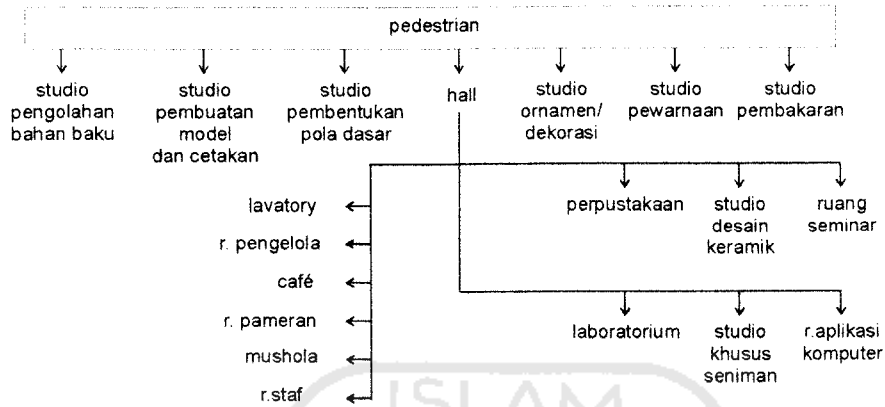 pedestrian
studio
pengolahan
bahan baku
studio
pembuatan
model
dan cetakan
studio
pembentukan
pola dasar
hall
studio
ornamen/
dekorasi
studio
pewarnaan
studio
pembakaran
lavatory
r. pengelola
café
r. pameran
mushola
r.staf
perpustakaan
studio
desain
keramik
ruang
seminar
laboratorium
studio
khusus
seniman
r.aplikasi
komputer
ISLAM